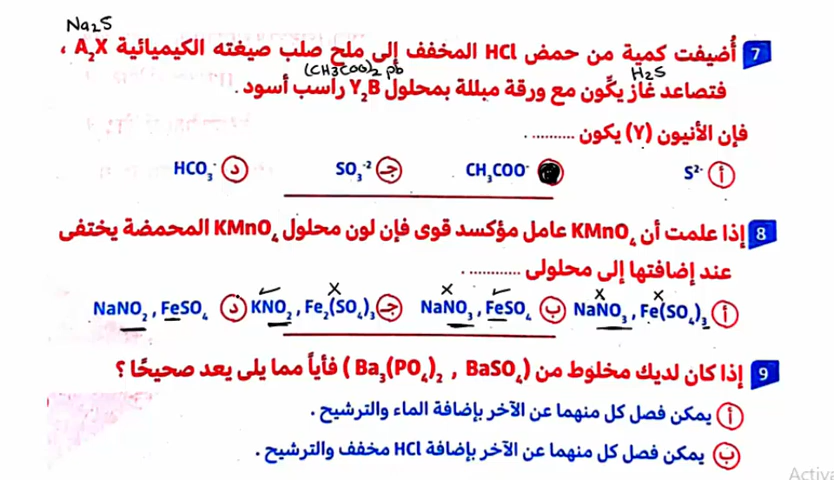 Na₂S
7 أُضيفت كمية من حمض HCl المخفف إلى ملح صلب صيغته الكيميائية A₂X ،
(CH3COO)₂ pb H₂S
فتصاعد غاز يكَّون مع ورقة مبللة بمحلول Y₂B راسب أسود .
فإن الأنيون (Y) يكون ..........
أ S²⁻ CH₃COO⁻ جـ SO₃⁻² د HCO₃⁻
8 إذا علمت أن KMnO₄ عامل مؤكسد قوى فإن لون محلول KMnO₄ المحمضة يختفى
عند إضافتها إلى محلولى ............
x x x ✓ x ✓
أ NaNO₃ , Fe(SO₄)₃ ب NaNO₃ , FeSO₄ جـ KNO₂ , Fe₂(SO₄)₃ د NaNO₂ , FeSO₄
9 إذا كان لديك مخلوط من (Ba₃(PO₄)₂ , BaSO₄) فأياً مما يلى يعد صحيحًا ؟
أ يمكن فصل كل منهما عن الآخر بإضافة الماء والترشيح .
ب يمكن فصل كل منهما عن الآخر بإضافة HCl مخفف والترشيح .
Activa